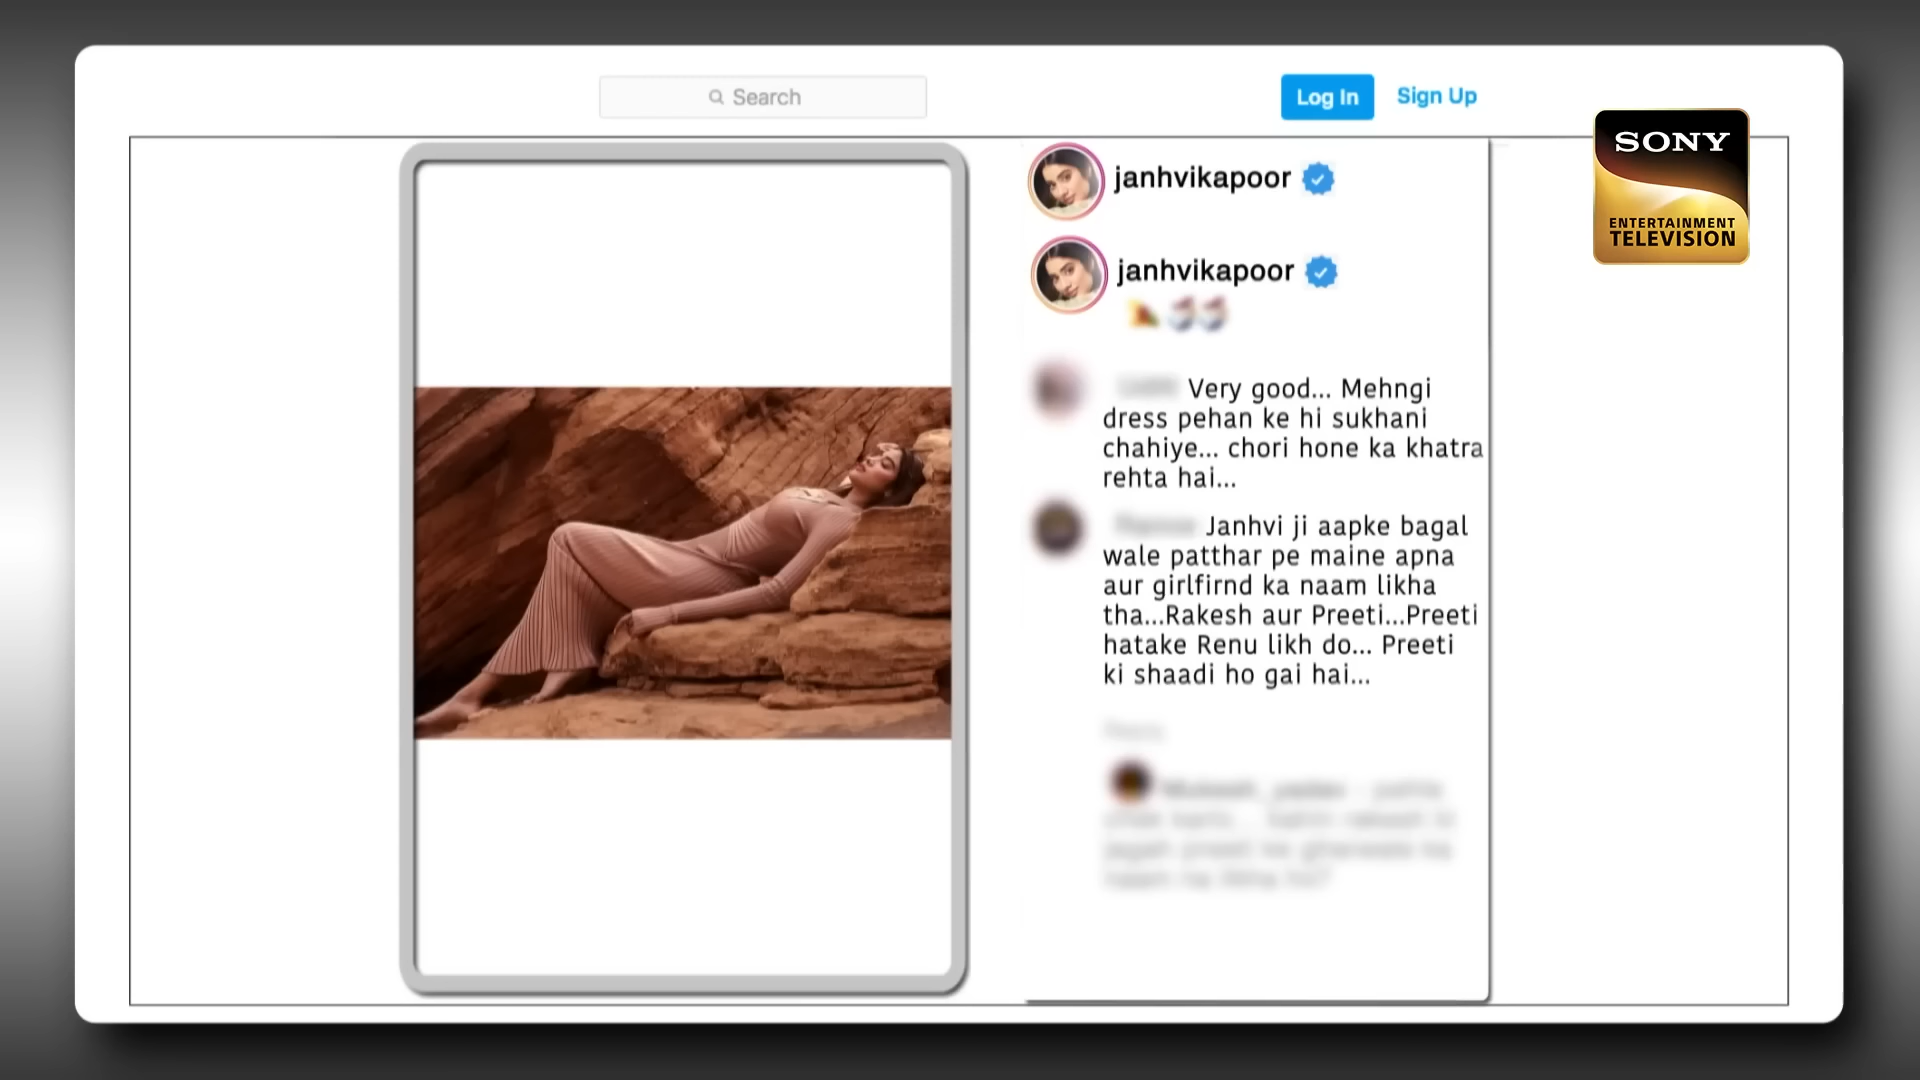 Search
Log In
Sign Up
SONY
ENTERTAINMENT
TELEVISION
janhvikapoor
janhvikapoor
Very good... Mehngi
dress pehan ke hi sukhani
chahiye... chori hone ka khatra
rehta hai...
Janhvi ji aapke bagal
wale patthar pe maine apna
aur girlfirnd ka naam likha
tha...Rakesh aur Preeti...Preeti
hatake Renu likh do... Preeti
ki shaadi ho gai hai...